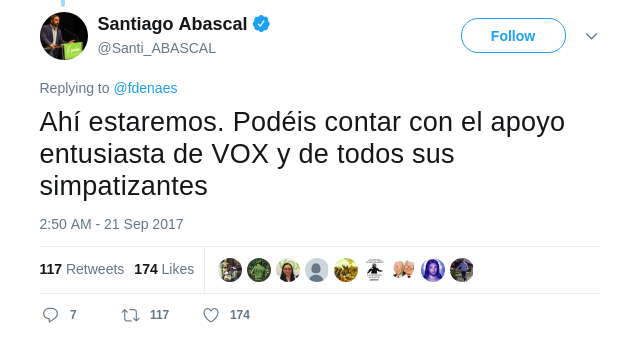 Santiago Abascal
@Santi_ABASCAL
Follow
Replying to @fdenaes
Ahí estaremos. Podéis contar con el apoyo
entusiasta de VOX y de todos sus
simpatizantes
2:50 AM - 21 Sep 2017
117 Retweets 174 Likes
7 117 174